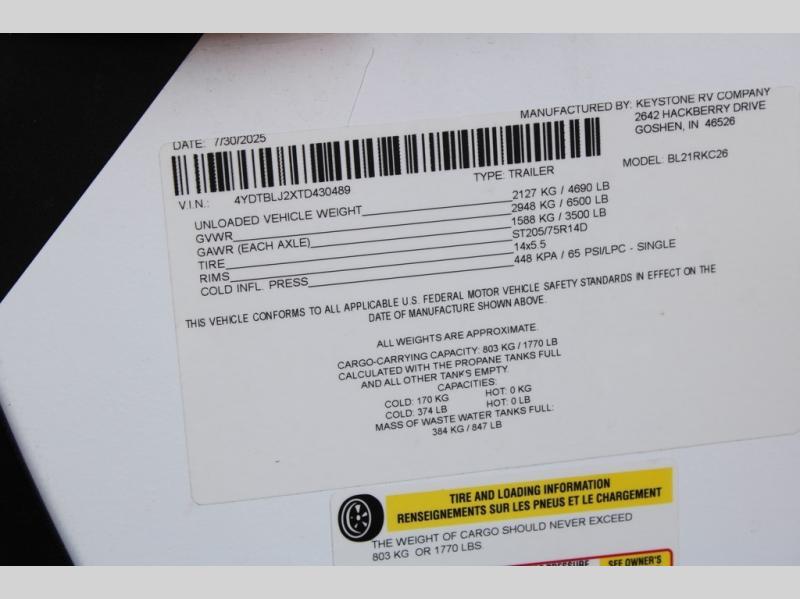 MANUFACTURED BY: KEYSTONE RV COMPANY
2642 HACKBERRY DRIVE
GOSHEN, IN 46526
DATE: 7/30/2025
V.I.N.: 4YDTBLJ2XTD430489
TYPE: TRAILER
MODEL: BL21RKC26
UNLOADED VEHICLE WEIGHT 2127 KG / 4690 LB
GVWR 2948 KG / 6500 LB
GAWR (EACH AXLE) 1588 KG / 3500 LB
TIRE ST205/75R14D
RIMS 14x5.5
COLD INFL. PRESS 448 KPA / 65 PSI/LPC - SINGLE
THIS VEHICLE CONFORMS TO ALL APPLICABLE U.S. FEDERAL MOTOR VEHICLE SAFETY STANDARDS IN EFFECT ON THE
DATE OF MANUFACTURE SHOWN ABOVE.
ALL WEIGHTS ARE APPROXIMATE.
CARGO-CARRYING CAPACITY: 803 KG / 1770 LB
CALCULATED WITH THE PROPANE TANKS FULL
AND ALL OTHER TANKS EMPTY.
CAPACITIES:
COLD: 170 KG HOT: 0 KG
COLD: 374 LB HOT: 0 LB
MASS OF WASTE WATER TANKS FULL:
384 KG / 847 LB
TIRE AND LOADING INFORMATION
RENSEIGNEMENTS SUR LES PNEUS ET LE CHARGEMENT
THE WEIGHT OF CARGO SHOULD NEVER EXCEED
803 KG OR 1770 LBS.
SEE OWNER'S